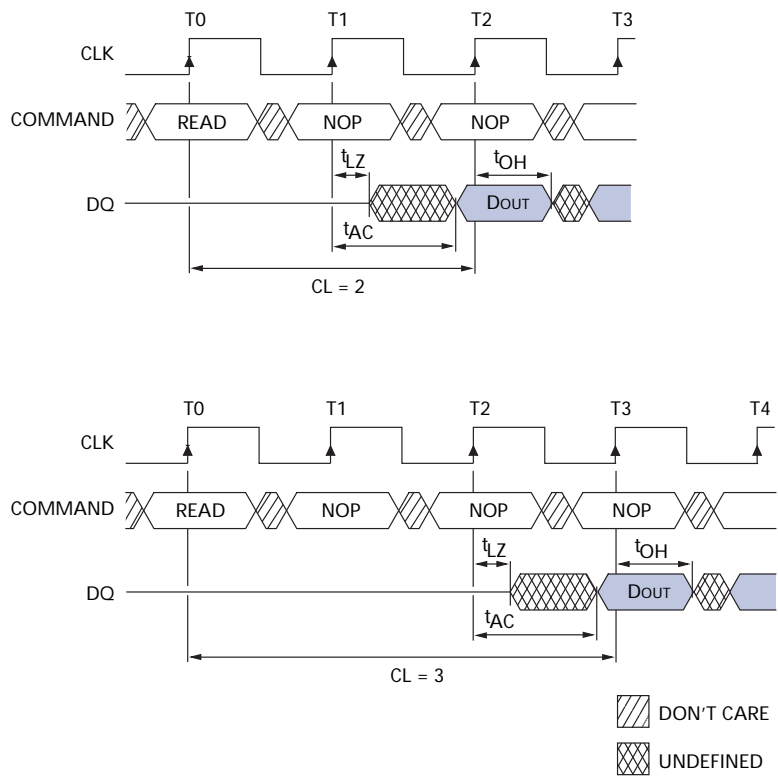 T0 T1 T2 T3
CLK
COMMAND READ NOP NOP
tLZ tOH
DQ DOUT
tAC
CL = 2
T0 T1 T2 T3 T4
CLK
COMMAND READ NOP NOP NOP
tLZ tOH
DQ DOUT
tAC
CL = 3
DON'T CARE
UNDEFINED